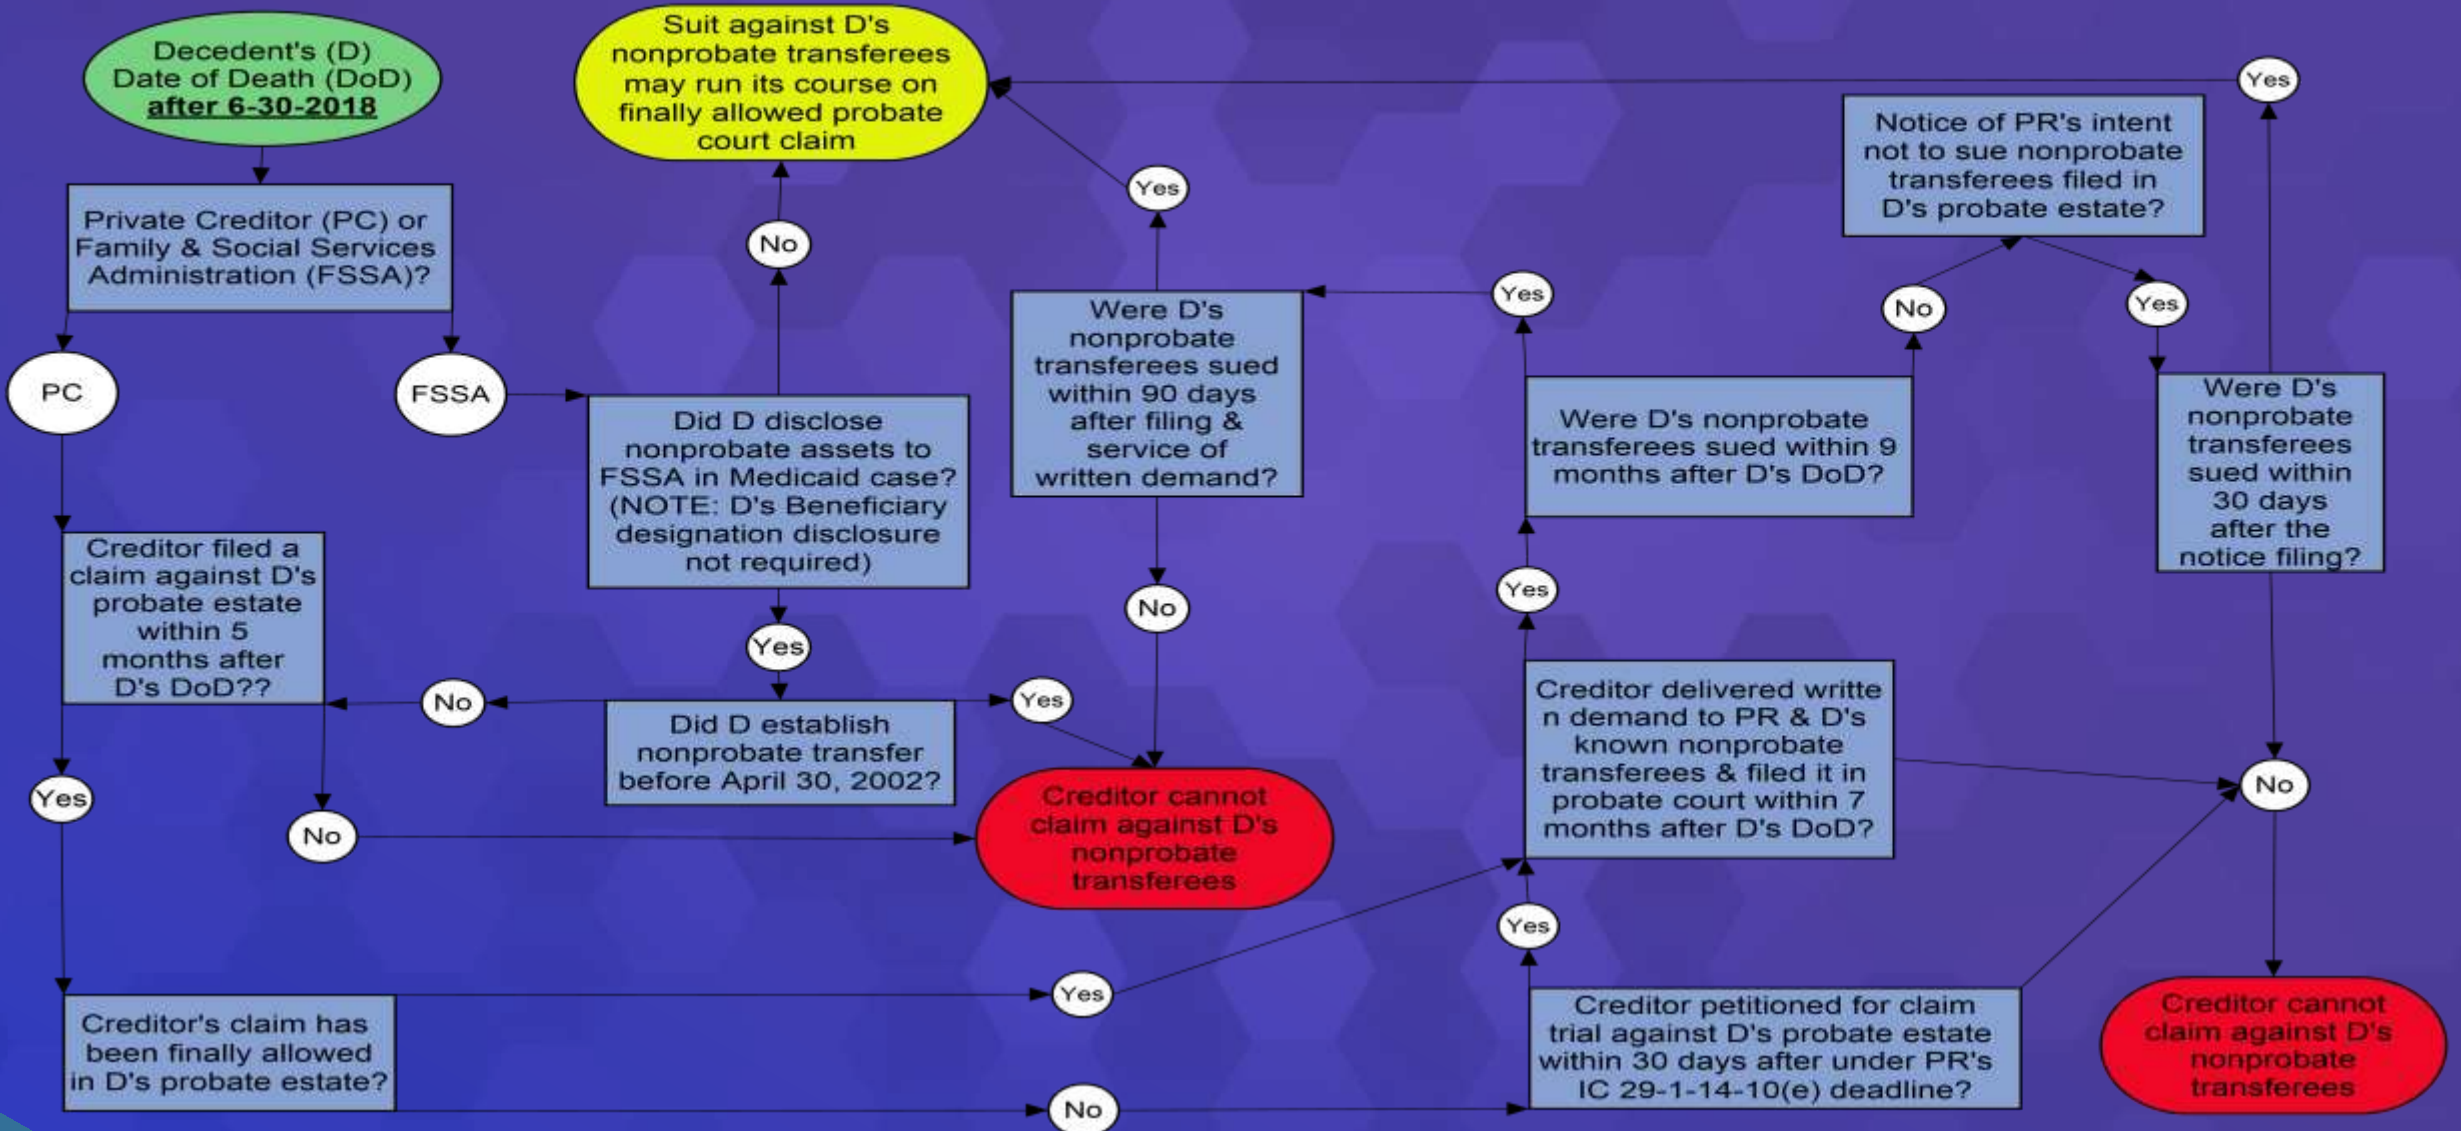 Decedent's (D)
Date of Death (DoD)
after 6-30-2018
Private Creditor (PC) or
Family & Social Services
Administration (FSSA)?
PC
FSSA
Creditor filed a
claim against D's
probate estate
within 5
months after
D's DoD??
Yes
No
Creditor's claim has
been finally allowed
in D's probate estate?
Suit against D's
nonprobate transferees
may run its course on
finally allowed probate
court claim
No
Did D disclose
nonprobate assets to
FSSA in Medicaid case?
(NOTE: D's Beneficiary
designation disclosure
not required)
Yes
No
Did D establish
nonprobate transfer
before April 30, 2002?
Yes
Yes
Were D's
nonprobate
transferees sued
within 90 days
after filing &
service of
written demand?
No
Creditor cannot
claim against D's
nonprobate
transferees
Yes
No
Yes
Were D's nonprobate
transferees sued within 9
months after D's DoD?
Yes
Creditor delivered writte
n demand to PR & D's
known nonprobate
transferees & filed it in
probate court within 7
months after D's DoD?
Yes
Creditor petitioned for claim
trial against D's probate estate
within 30 days after under PR's
IC 29-1-14-10(e) deadline?
Yes
Notice of PR's intent
not to sue nonprobate
transferees filed in
D's probate estate?
No
Yes
Were D's
nonprobate
transferees
sued within
30 days
after the
notice filing?
No
Creditor cannot
claim against D's
nonprobate
transferees